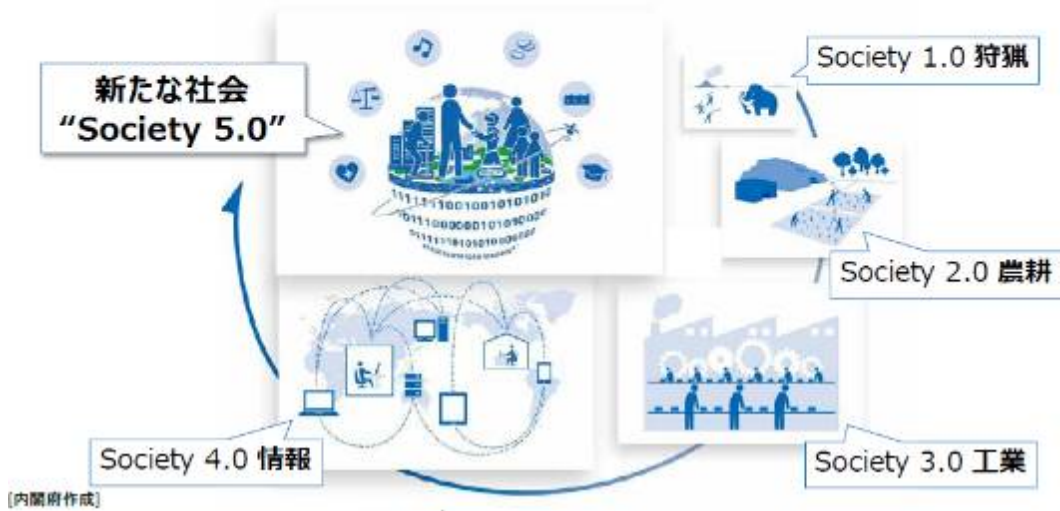 新たな社会
“Society 5.0”
Society 1.0 狩猟
Society 2.0 農耕
Society 3.0 工業
Society 4.0 情報
[内閣府作成]